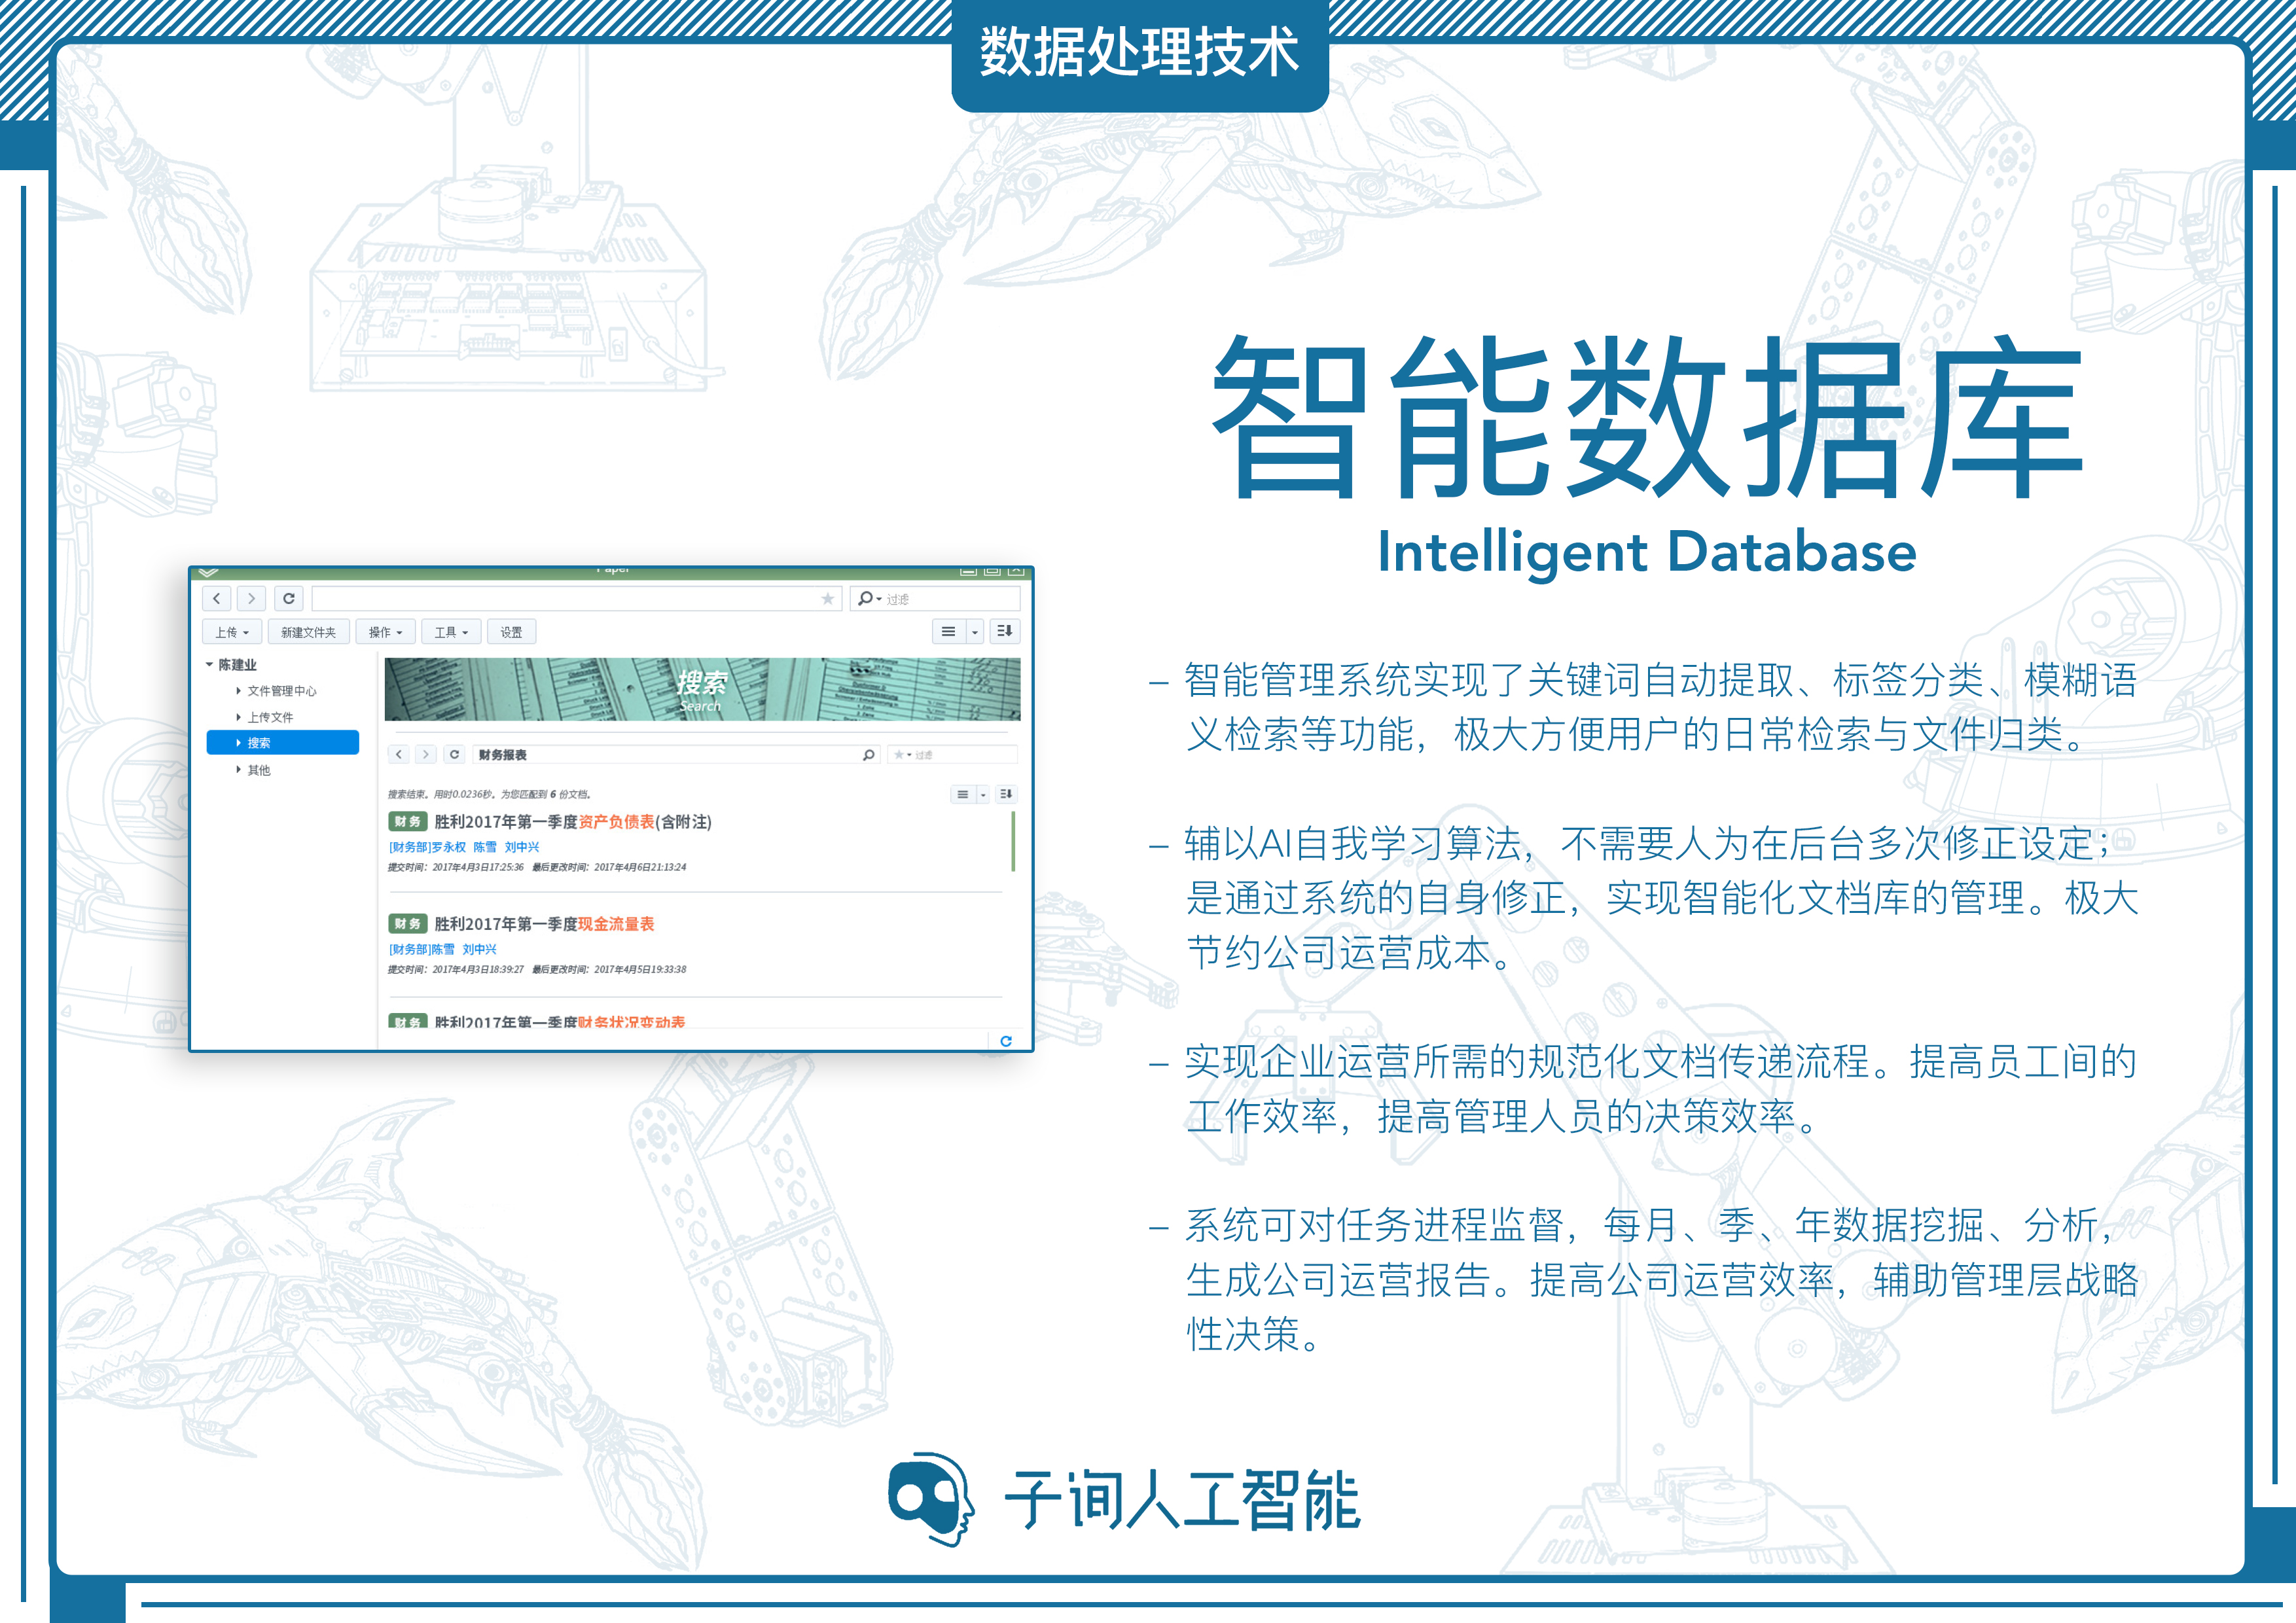 数据处理技术
智能数据库
Intelligent Database
Paper
过滤
上传
新建文件夹
操作
工具
设置
陈建业
文件管理中心
上传文件
搜索
其他
搜索
Search
财务报表
过滤
搜索结束。用时0.0236秒。为您匹配到 6 份文档。
财务 胜利2017年第一季度资产负债表(含附注)
[财务部]罗永权 陈雪 刘中兴
提交时间：2017年4月3日17:25:36 最后更改时间：2017年4月6日21:13:24
财务 胜利2017年第一季度现金流量表
[财务部]陈雪 刘中兴
提交时间：2017年4月3日18:39:27 最后更改时间：2017年4月5日19:33:38
财务 胜利2017年第一季度财务状况变动表
– 智能管理系统实现了关键词自动提取、标签分类、模糊语
义检索等功能，极大方便用户的日常检索与文件归类。
– 辅以AI自我学习算法，不需要人为在后台多次修正设定；
是通过系统的自身修正，实现智能化文档库的管理。极大
节约公司运营成本。
– 实现企业运营所需的规范化文档传递流程。提高员工间的
工作效率，提高管理人员的决策效率。
– 系统可对任务进程监督，每月、季、年数据挖掘、分析，
生成公司运营报告。提高公司运营效率，辅助管理层战略
性决策。
子询人工智能